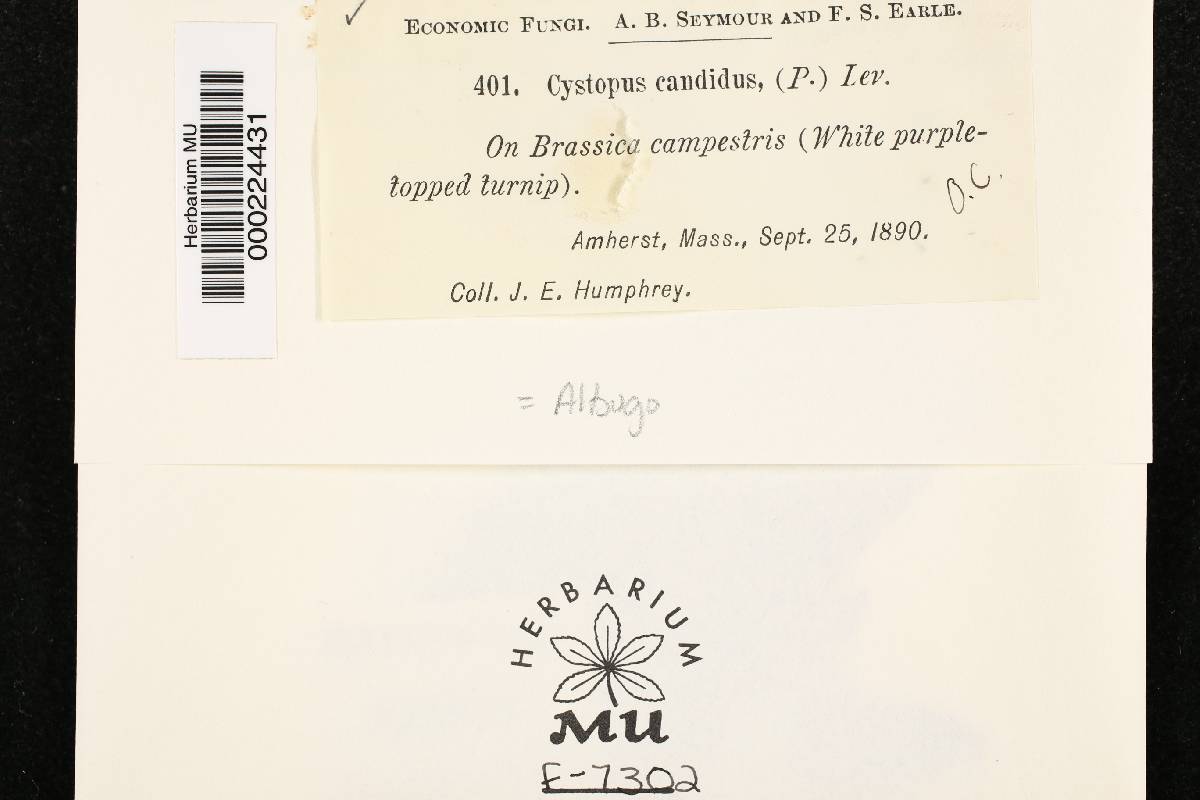 ECONOMIC FUNGI. A. B. SEYMOUR AND F. S. EARLE.
401. Cystopus candidus, (P.) Lev.
On Brassica campestris (White purple-
topped turnip).
O.C.
Amherst, Mass., Sept. 25, 1890.
Coll. J. E. Humphrey.
Herbarium MU
000224431
= Albugo
HERBARIUM
MU
F-7302